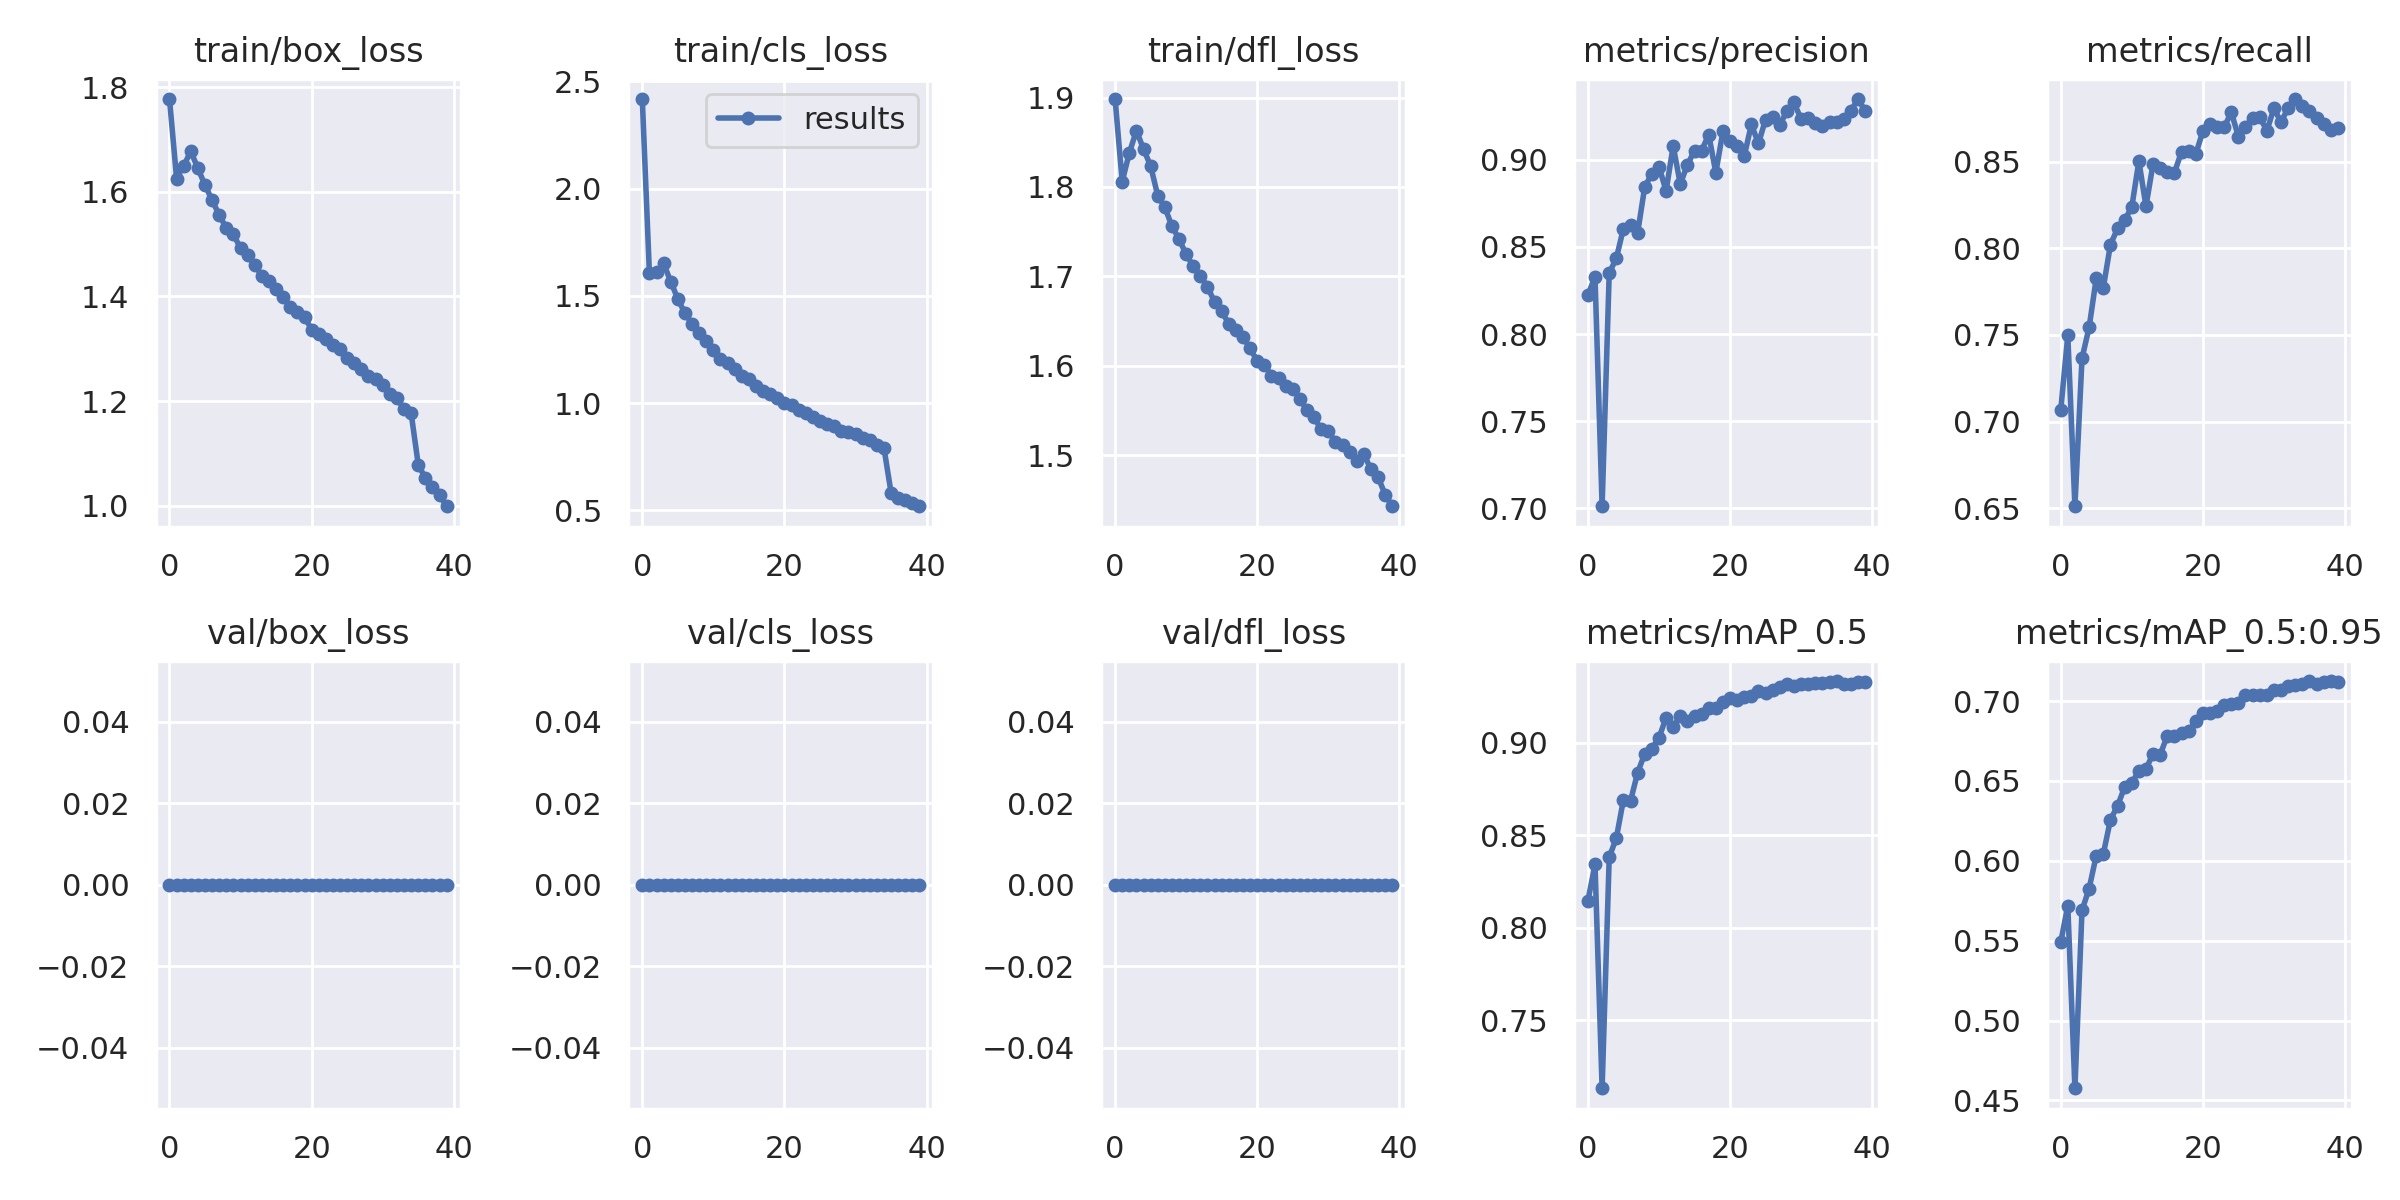 train/box_loss
1.8
1.6
1.4
1.2
1.0
0 20 40
train/cls_loss
results
2.5
2.0
1.5
1.0
0.5
0 20 40
train/dfl_loss
1.9
1.8
1.7
1.6
1.5
0 20 40
metrics/precision
0.90
0.85
0.80
0.75
0.70
0 20 40
metrics/recall
0.85
0.80
0.75
0.70
0.65
0 20 40
val/box_loss
0.04
0.02
0.00
−0.02
−0.04
0 20 40
val/cls_loss
0.04
0.02
0.00
−0.02
−0.04
0 20 40
val/dfl_loss
0.04
0.02
0.00
−0.02
−0.04
0 20 40
metrics/mAP_0.5
0.90
0.85
0.80
0.75
0 20 40
metrics/mAP_0.5:0.95
0.70
0.65
0.60
0.55
0.50
0.45
0 20 40